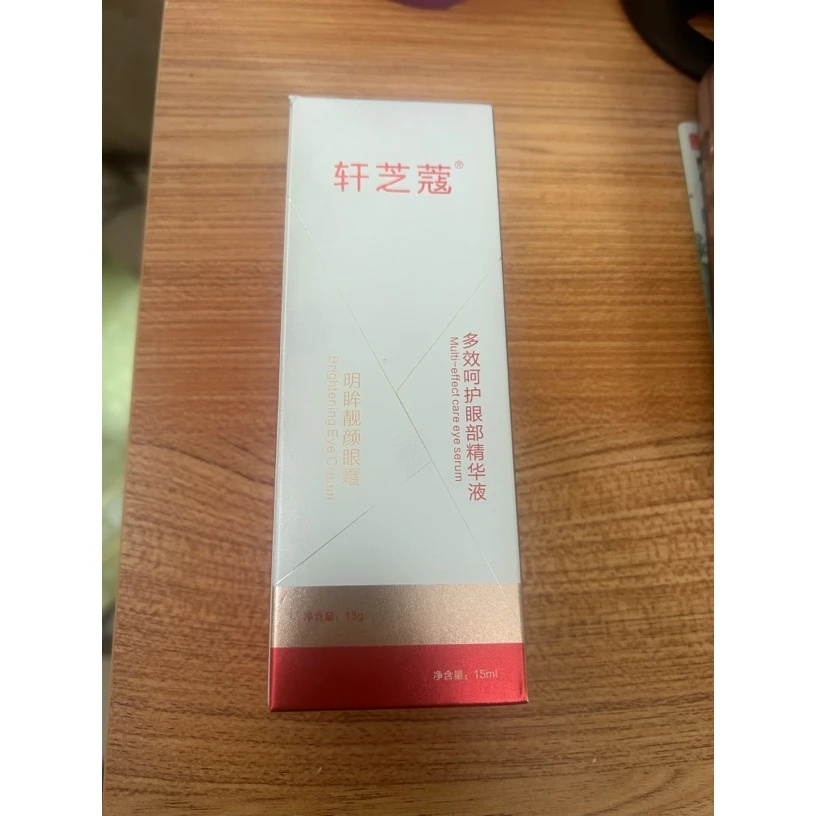 轩芝蔻®
多效呵护眼部精华液
Multi-effect care eye serum
明眸靓颜眼霜
Brightening Eye Cream
净含量：15g
净含量：15ml